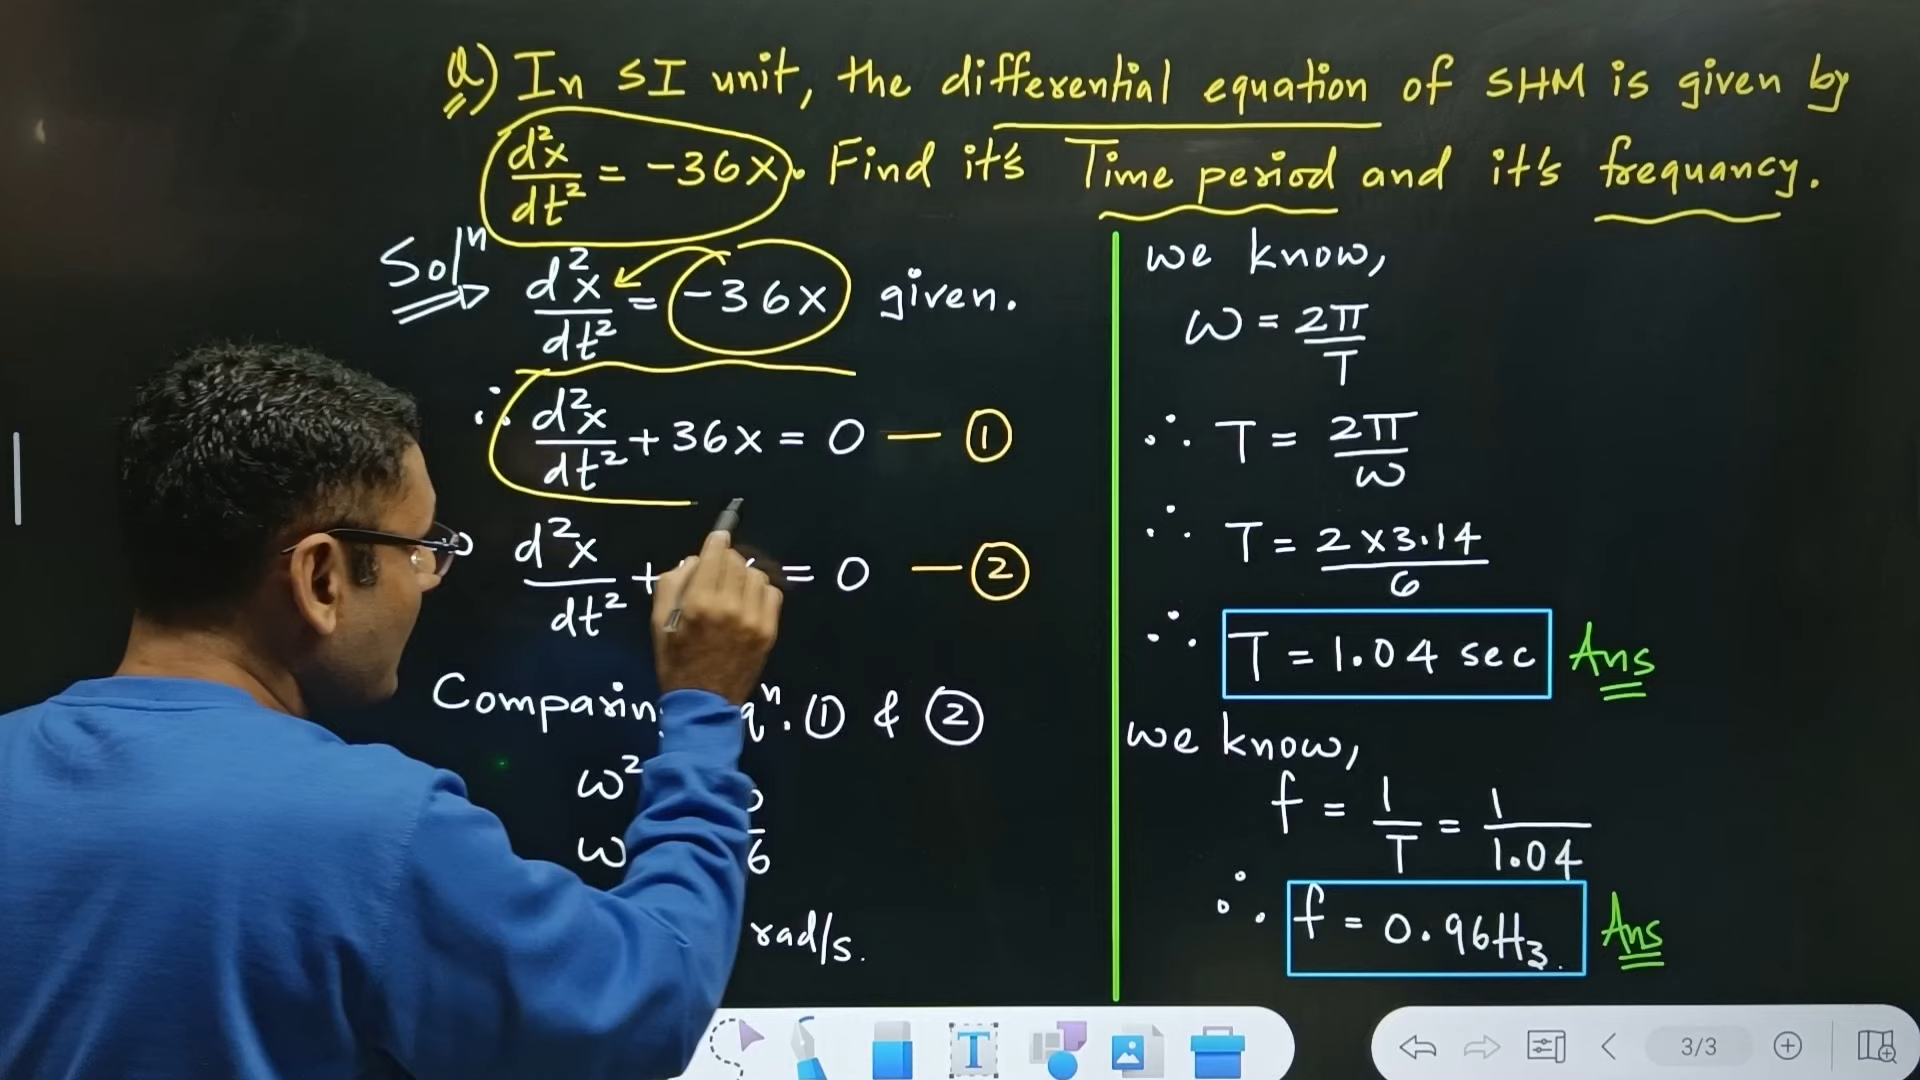 Q) In SI unit, the differential equation of SHM is given by
d²x/dt² = -36x. Find it's Time period and it's frequancy.
Solⁿ d²x/dt² = -36x given.
∴ d²x/dt² + 36x = 0 — ①
d²x/dt² + = 0 — ②
Comparin qⁿ. ① & ②
ω²
ω 6
rad/s.
we know,
ω = 2π/T
∴ T = 2π/ω
∴ T = 2 x 3.14/6
∴ T = 1.04 sec Ans
we know,
f = 1/T = 1/1.04
∴ f = 0.96Hz. Ans
T
3/3